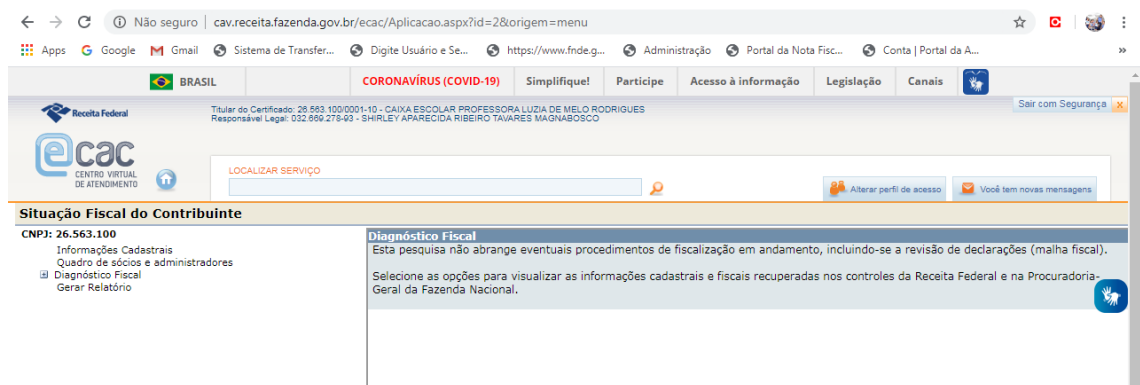 Não seguro | cav.receita.fazenda.gov.br/ecac/Aplicacao.aspx?id=2&origem=menu
Apps Google Gmail Sistema de Transfer... Digite Usuário e Se... https://www.fnde.g... Administração Portal da Nota Fisc... Conta | Portal da A... »
BRASIL CORONAVÍRUS (COVID-19) Simplifique! Participe Acesso à informação Legislação Canais
Receita Federal
Titular do Certificado: 26.563.100/0001-10 - CAIXA ESCOLAR PROFESSORA LUZIA DE MELO RODRIGUES
Responsável Legal: 032.669.278-93 - SHIRLEY APARECIDA RIBEIRO TAVARES MAGNABOSCO
Sair com Segurança x
ecac
CENTRO VIRTUAL
DE ATENDIMENTO
LOCALIZAR SERVIÇO
Alterar perfil de acesso Você tem novas mensagens
Situação Fiscal do Contribuinte
CNPJ: 26.563.100
Informações Cadastrais
Quadro de sócios e administradores
Diagnóstico Fiscal
Gerar Relatório
Diagnóstico Fiscal
Esta pesquisa não abrange eventuais procedimentos de fiscalização em andamento, incluindo-se a revisão de declarações (malha fiscal).
Selecione as opções para visualizar as informações cadastrais e fiscais recuperadas nos controles da Receita Federal e na Procuradoria-
Geral da Fazenda Nacional.